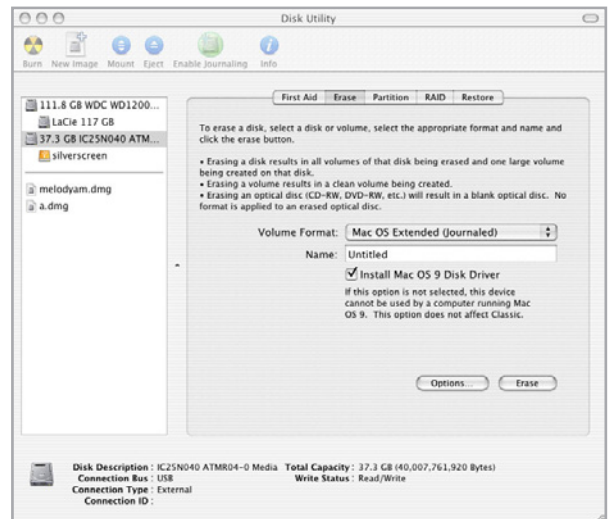 Disk Utility
Burn New Image Mount Eject Enable Journaling Info
111.8 GB WDC WD1200...
LaCie 117 GB
37.3 GB IC25N040 ATM...
silverscreen
melodyam.dmg
a.dmg
First Aid Erase Partition RAID Restore
To erase a disk, select a disk or volume, select the appropriate format and name and
click the erase button.
• Erasing a disk results in all volumes of that disk being erased and one large volume
being created on that disk.
• Erasing a volume results in a clean volume being created.
• Erasing an optical disc (CD-RW, DVD-RW, etc.) will result in a blank optical disc. No
format is applied to an erased optical disc.
Volume Format: Mac OS Extended (Journaled)
Name: Untitled
Install Mac OS 9 Disk Driver
If this option is not selected, this device
cannot be used by a computer running Mac
OS 9. This option does not affect Classic.
Options... Erase
Disk Description : IC25N040 ATMR04-0 Media Total Capacity : 37.3 GB (40,007,761,920 Bytes)
Connection Bus : USB Write Status : Read/Write
Connection Type : External
Connection ID :